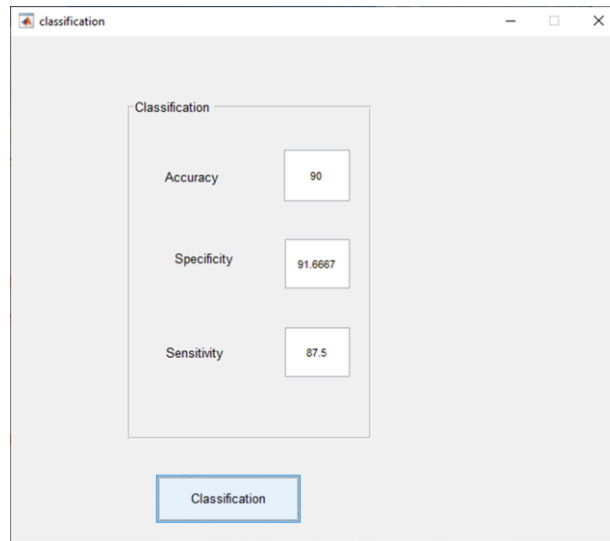 classification
Classification
Accuracy 90
Specificity 91.6667
Sensitivity 87.5
Classification